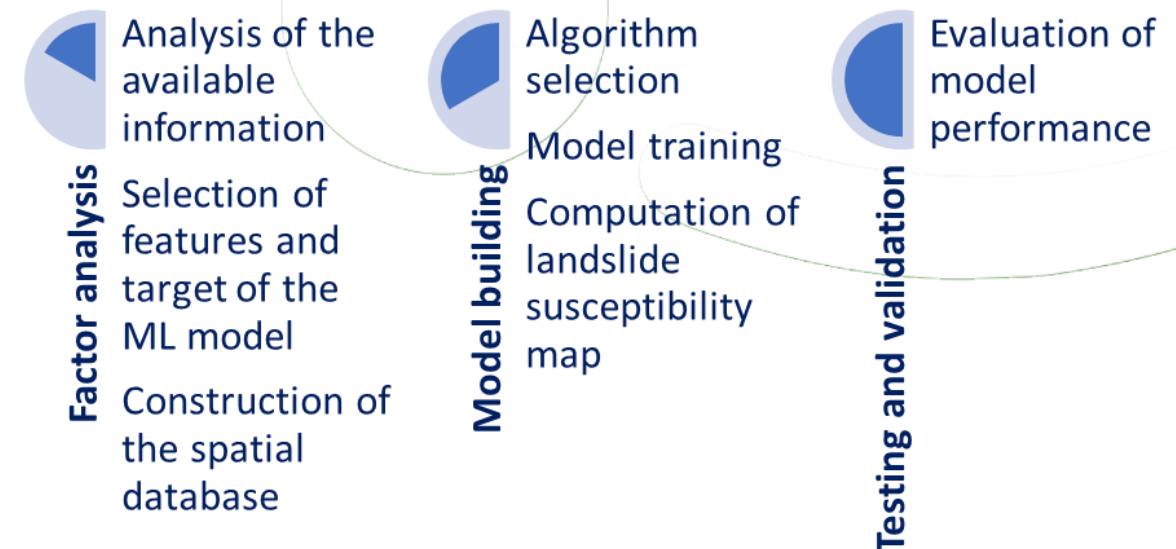 Factor analysis
Analysis of the
available
information
Selection of
features and
target of the
ML model
Construction of
the spatial
database
Model building
Algorithm
selection
Model training
Computation of
landslide
susceptibility
map
Testing and validation
Evaluation of
model
performance